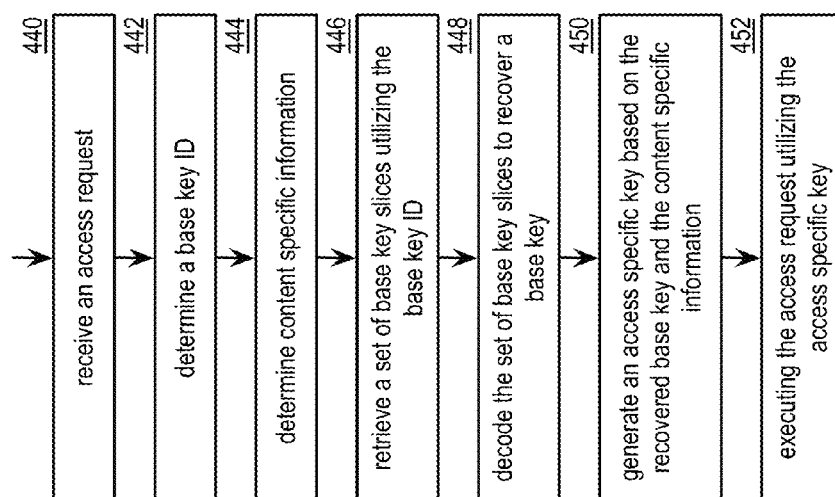 440
receive an access request
442
determine a base key ID
444
determine content specific information
446
retrieve a set of base key slices utilizing the
base key ID
448
decode the set of base key slices to recover a
base key
450
generate an access specific key based on the
recovered base key and the content specific
information
452
executing the access request utilizing the
access specific key